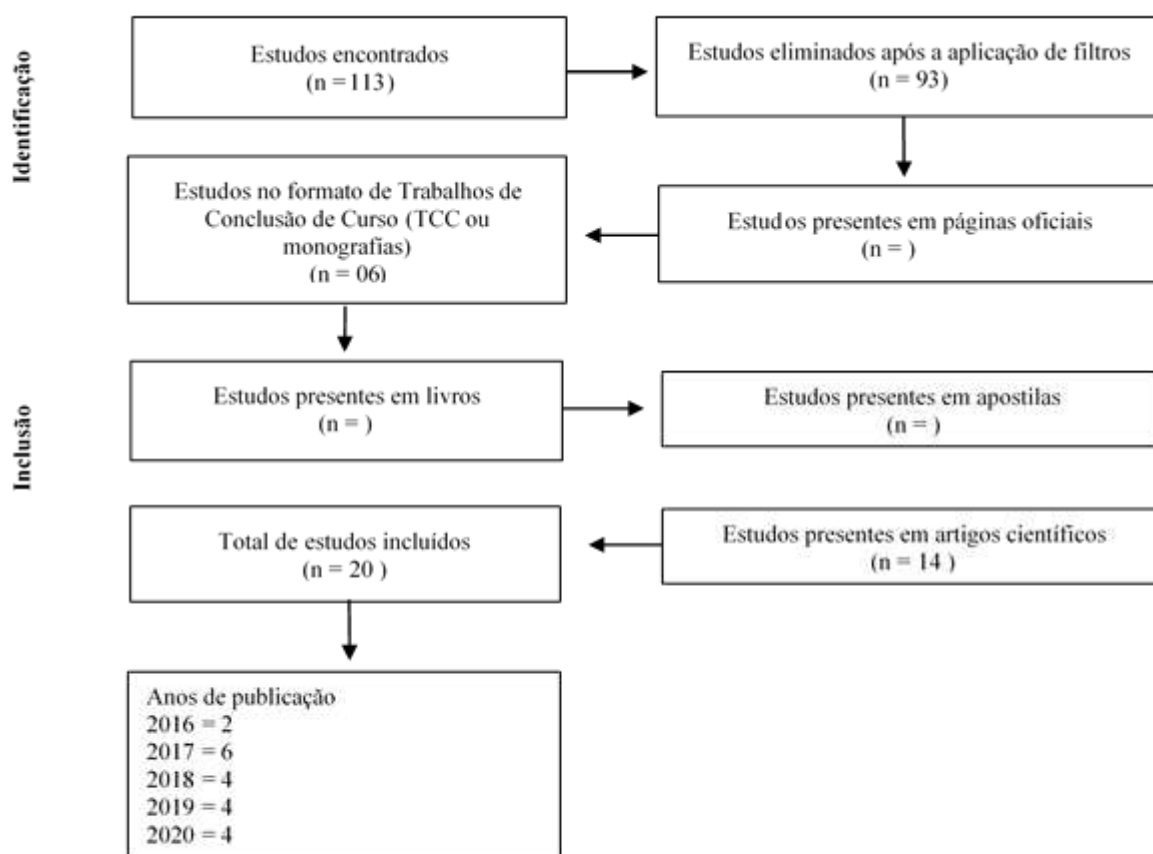 Identificação
Estudos encontrados
(n =113)
Estudos eliminados após a aplicação de filtros
(n = 93)
Estudos no formato de Trabalhos de
Conclusão de Curso (TCC ou
monografias)
(n = 06)
Estudos presentes em páginas oficiais
(n = )
Inclusão
Estudos presentes em livros
(n = )
Estudos presentes em apostilas
(n = )
Total de estudos incluídos
(n = 20 )
Estudos presentes em artigos científicos
(n = 14 )
Anos de publicação
2016 = 2
2017 = 6
2018 = 4
2019 = 4
2020 = 4